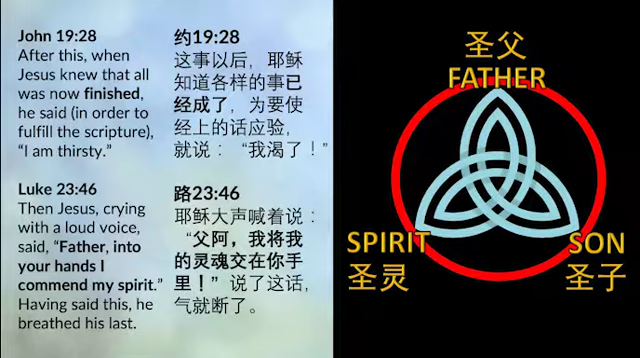 John 19:28
After this, when
Jesus knew that all
was now finished,
he said (in order to
fulfill the scripture),
“I am thirsty.”
Luke 23:46
Then Jesus, crying
with a loud voice,
said, “Father, into
your hands I
commend my spirit.”
Having said this, he
breathed his last.
约19:28
这事以后，耶稣
知道各样的事已
经成了，为要使
经上的话应验，
就说：“我渴了！”
路23:46
耶稣大声喊着说：
“父阿，我将我
的灵魂交在你手
里！”说了这话，
气就断了。
圣父
FATHER
SPIRIT
圣灵
SON
圣子